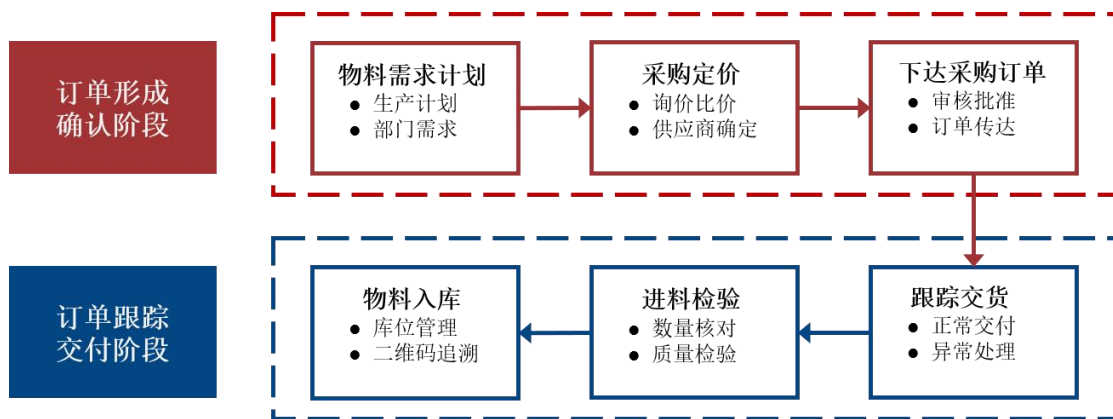 订单形成
确认阶段
物料需求计划
● 生产计划
● 部门需求
采购定价
● 询价比价
● 供应商确定
下达采购订单
● 审核批准
● 订单传达
订单跟踪
交付阶段
物料入库
● 库位管理
● 二维码追溯
进料检验
● 数量核对
● 质量检验
跟踪交货
● 正常交付
● 异常处理